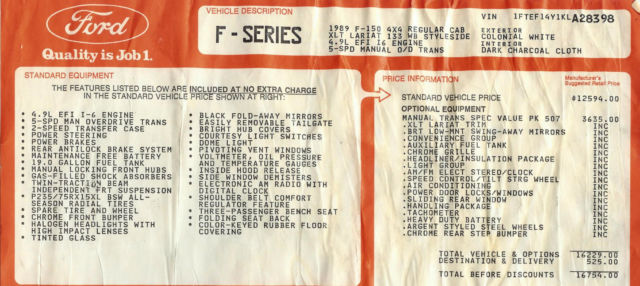 Ford
Quality is Job 1.
VEHICLE DESCRIPTION
F - SERIES
1989 F-150 4X4 REGULAR CAB
XLT LARIAT 133 WB STYLESIDE
4.9L EFI I6 ENGINE
5-SPD MANUAL O/D TRANS
VIN 1FTEF14Y1KLA28398
EXTERIOR
COLONIAL WHITE
INTERIOR
DARK CHARCOAL CLOTH
STANDARD EQUIPMENT
THE FEATURES LISTED BELOW ARE INCLUDED AT NO EXTRA CHARGE
IN THE STANDARD VEHICLE PRICE SHOWN AT RIGHT:
• 4.9L EFI I-6 ENGINE
• 5-SPD MAN OVERDRIVE TRANS
• 2-SPEED TRANSFER CASE
• POWER STEERING
• POWER BRAKES
• REAR ANTILOCK BRAKE SYSTEM
• MAINTENANCE FREE BATTERY
• 19.0 GALLON FUEL TANK
• MANUAL LOCKING FRONT HUBS
• GAS-FILLED SHOCK ABSORBERS
• TWIN-TRACTION BEAM
INDEPENDENT FRT SUSPENSION
• P235/75RX15XL BSW ALL-
SEASON RADIAL TIRES
• SPARE TIRE AND WHEEL
• CHROME FRONT BUMPER
• HALOGEN HEADLIGHTS WITH
HIGH IMPACT LENSES
• TINTED GLASS
• BLACK FOLD-AWAY MIRRORS
• EASILY REMOVABLE TAILGATE
• BRIGHT HUB COVERS
• COURTESY LIGHT SWITCHES
• DOME LIGHT
• PIVOTING VENT WINDOWS
• VOLTMETER, OIL PRESSURE
AND TEMPERATURE GAUGES
• INSIDE HOOD RELEASE
• SIDE WINDOW DEMISTERS
• ELECTRONIC AM RADIO WITH
DIGITAL CLOCK
• SHOULDER BELT COMFORT
REGULATOR FEATURE
• THREE-PASSENGER BENCH SEAT
• FOLDING SEAT BACK
• COLOR-KEYED RUBBER FLOOR
COVERING
PRICE INFORMATION
Manufacturer's
Suggested Retail Price
STANDARD VEHICLE PRICE $12594.00
OPTIONAL EQUIPMENT
MANUAL TRANS SPEC VALUE PK 507 3635.00
.XLT LARIAT TRIM INC
.BRT LOW-MNT SWING-AWAY MIRRORS INC
.CONVENIENCE GROUP INC
.AUXILIARY FUEL TANK INC
.CHROME GRILLE INC
.HEADLINER/INSULATION PACKAGE INC
.LIGHT GROUP INC
.AM/FM ELECT STEREO/CLOCK INC
.SPEED CONTROL/TILT STRG WHEEL INC
.AIR CONDITIONING INC
.POWER DOOR LOCKS/WINDOWS INC
.SLIDING REAR WINDOW INC
.HANDLING PACKAGE INC
.TACHOMETER INC
.HEAVY DUTY BATTERY INC
.ARGENT STYLED STEEL WHEELS INC
.CHROME REAR STEP BUMPER INC
TOTAL VEHICLE & OPTIONS 16229.00
DESTINATION & DELIVERY 525.00
TOTAL BEFORE DISCOUNTS 16754.00